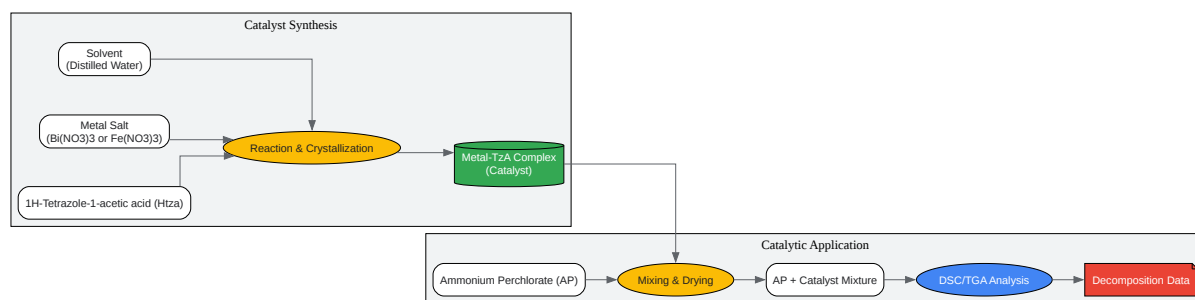 Catalyst Synthesis
Solvent
(Distilled Water)
Metal Salt
(Bi(NO3)3 or Fe(NO3)3)
Reaction & Crystallization
Metal-TzA Complex
(Catalyst)
1H-Tetrazole-1-acetic acid (Htza)
Catalytic Application
Ammonium Perchlorate (AP)
Mixing & Drying
AP + Catalyst Mixture
DSC/TGA Analysis
Decomposition Data